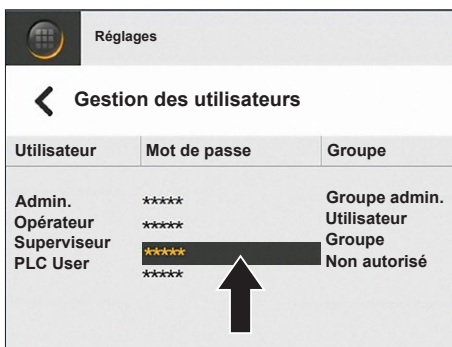 Réglages
Gestion des utilisateurs
Utilisateur Mot de passe Groupe
Admin. ***** Groupe admin.
Opérateur ***** Utilisateur
Superviseur ***** Groupe
PLC User ***** Non autorisé